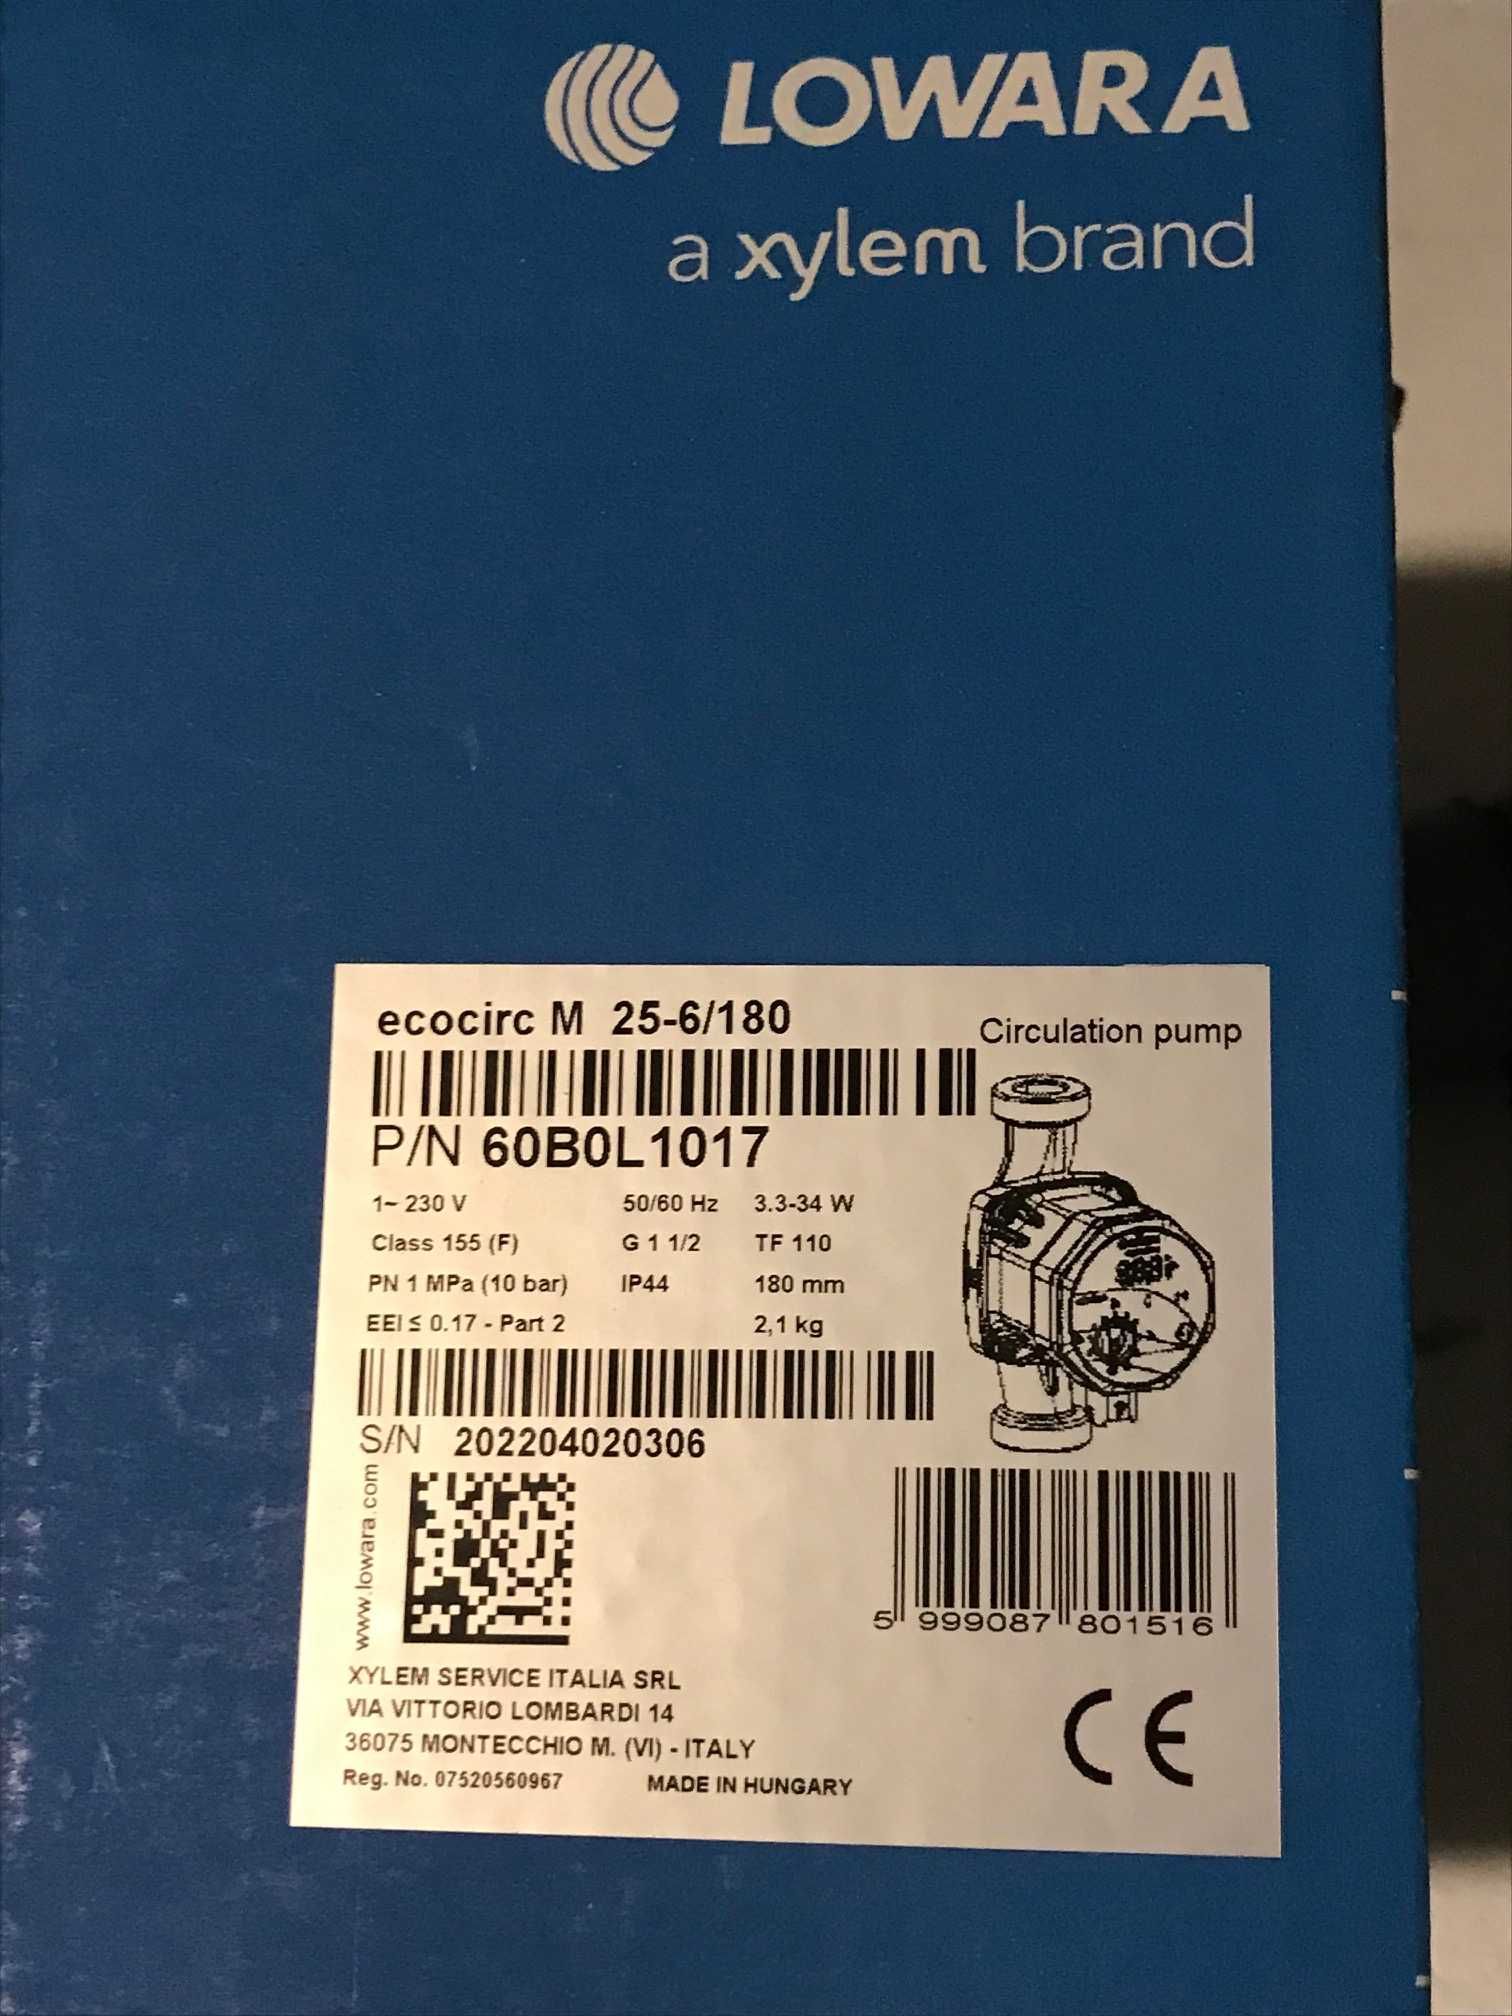 LOWARA
a xylem brand
ecocirc M 25-6/180
Circulation pump
P/N 60B0L1017
1~ 230 V 50/60 Hz 3.3-34 W
Class 155 (F) G 1 1/2 TF 110
PN 1 MPa (10 bar) IP44 180 mm
EEI ≤ 0.17 - Part 2 2,1 kg
S/N 202204020306
www.lowara.com
5 999087 801516
XYLEM SERVICE ITALIA SRL
VIA VITTORIO LOMBARDI 14
36075 MONTECCHIO M. (VI) - ITALY
Reg. No. 07520560967 MADE IN HUNGARY
CE